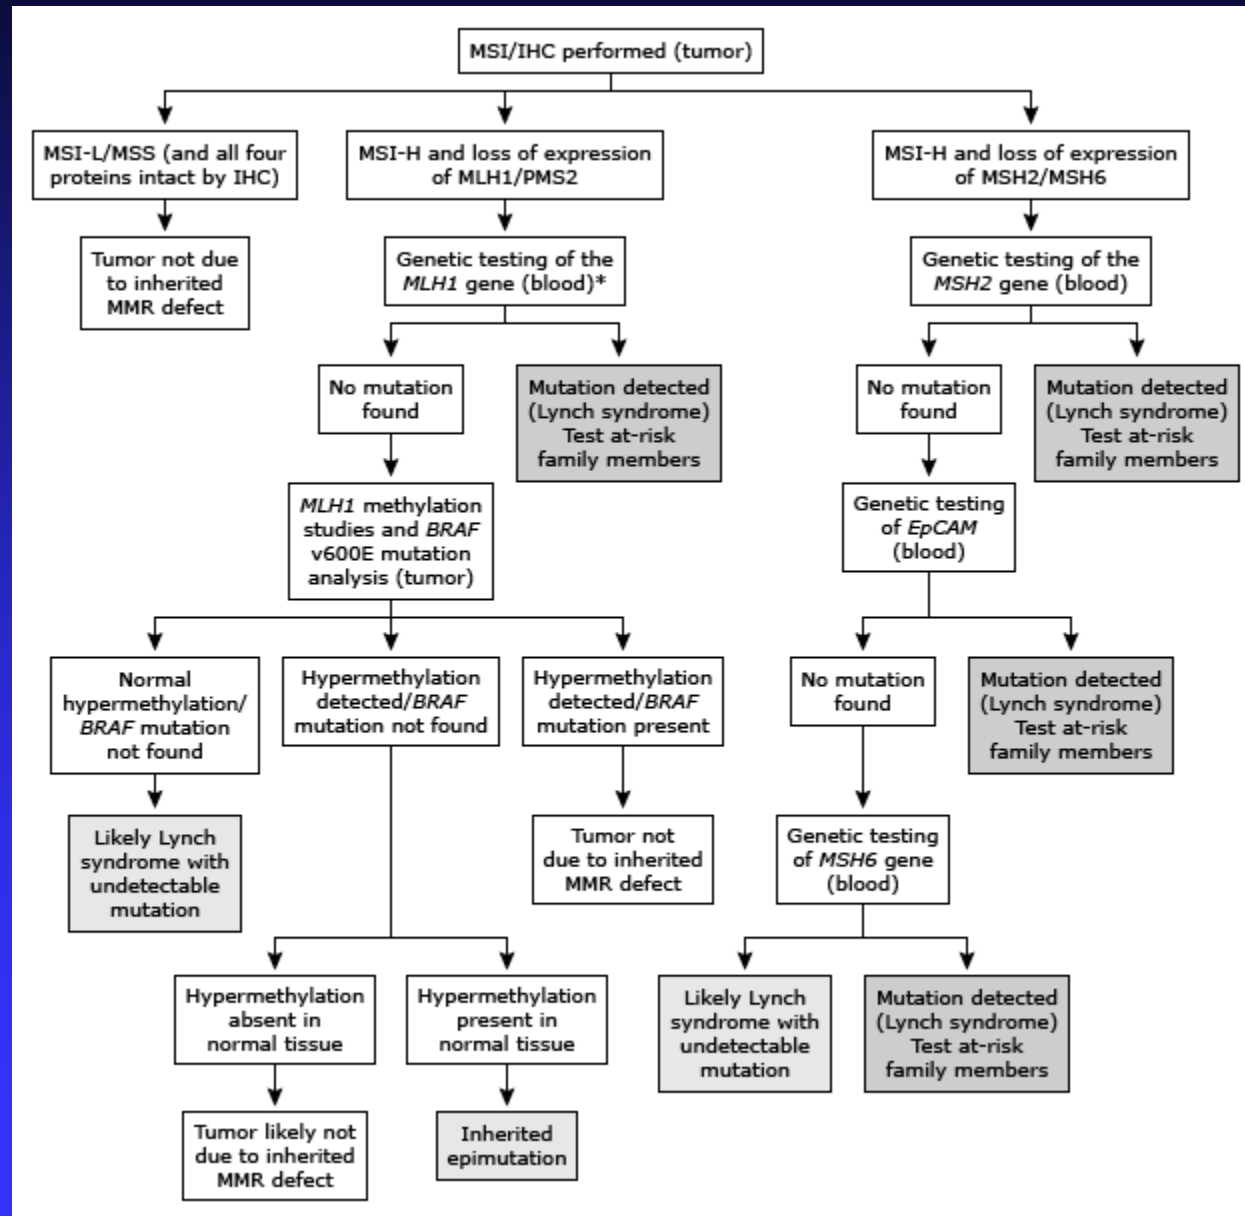 MSI/IHC performed (tumor)
MSI-L/MSS (and all four
proteins intact by IHC)
MSI-H and loss of expression
of MLH1/PMS2
MSI-H and loss of expression
of MSH2/MSH6
Tumor not due
to inherited
MMR defect
Genetic testing of the
MLH1 gene (blood)*
Genetic testing of the
MSH2 gene (blood)
No mutation
found
Mutation detected
(Lynch syndrome)
Test at-risk
family members
No mutation
found
Mutation detected
(Lynch syndrome)
Test at-risk
family members
MLH1 methylation
studies and BRAF
v600E mutation
analysis (tumor)
Genetic testing
of EpCAM
(blood)
Normal
hypermethylation/
BRAF mutation
not found
Hypermethylation
detected/BRAF
mutation not found
Hypermethylation
detected/BRAF
mutation present
No mutation
found
Mutation detected
(Lynch syndrome)
Test at-risk
family members
Likely Lynch
syndrome with
undetectable
mutation
Tumor not
due to inherited
MMR defect
Genetic testing
of MSH6 gene
(blood)
Hypermethylation
absent in
normal tissue
Hypermethylation
present in
normal tissue
Likely Lynch
syndrome with
undetectable
mutation
Mutation detected
(Lynch syndrome)
Test at-risk
family members
Tumor likely not
due to inherited
MMR defect
Inherited
epimutation